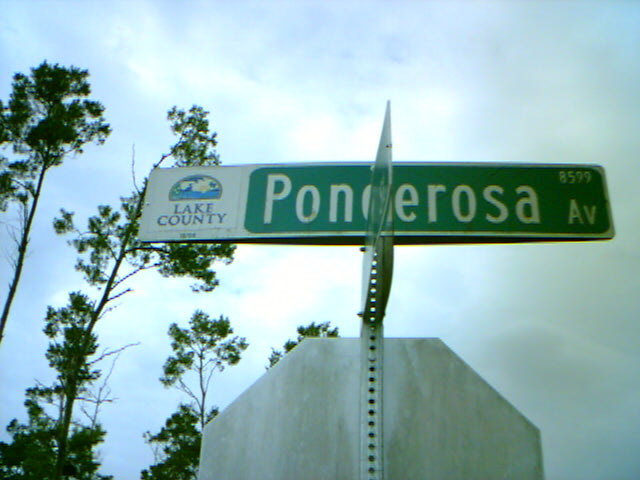 LAKE
COUNTY
Ponderosa Av
8599